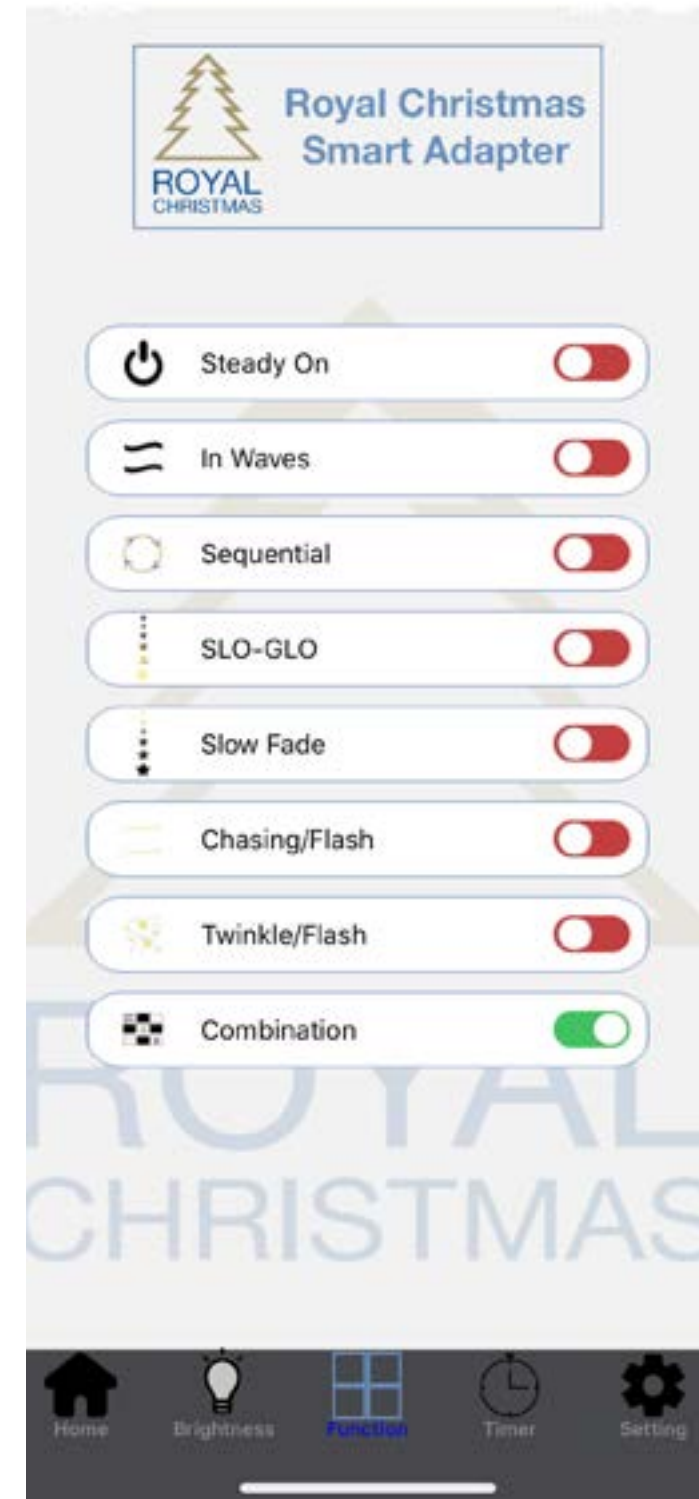 Royal Christmas
Smart Adapter
ROYAL
CHRISTMAS
Steady On
In Waves
Sequential
SLO-GLO
Slow Fade
Chasing/Flash
Twinkle/Flash
Combination
ROYAL
CHRISTMAS
Home
Brightness
Function
Timer
Setting